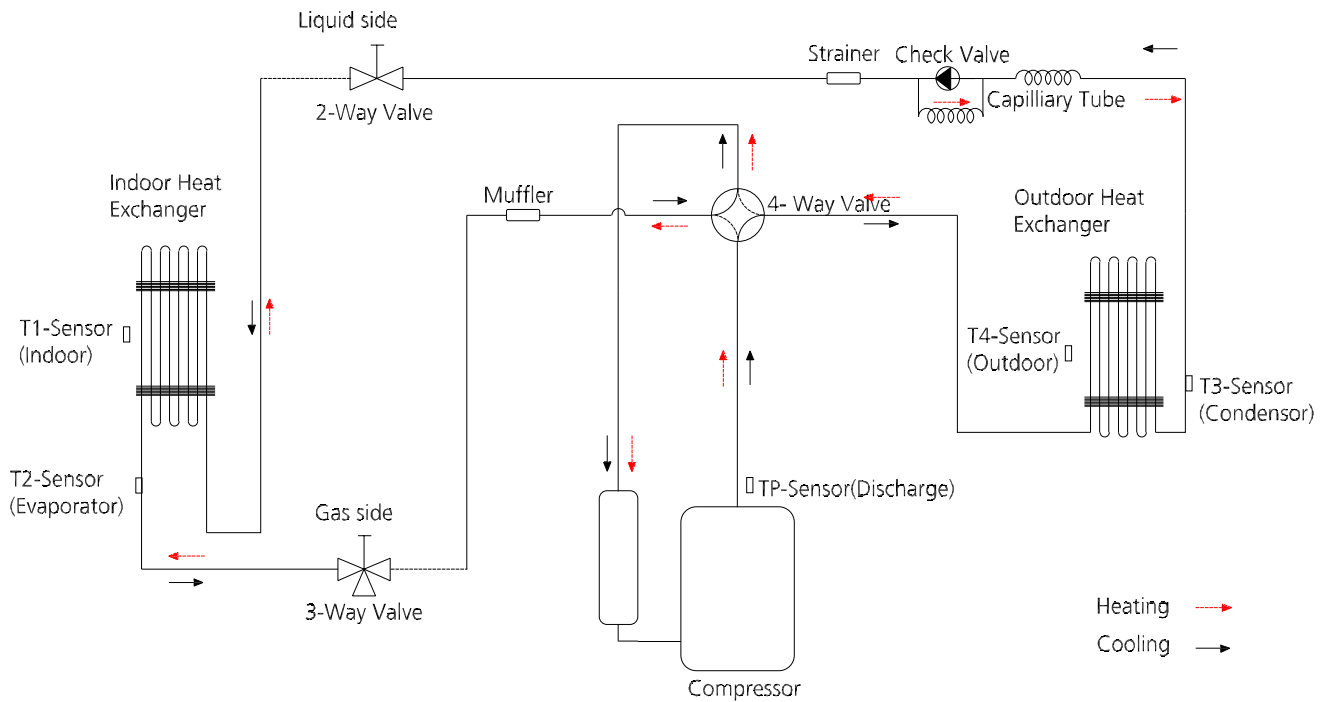 Liquid side
2-Way Valve
Strainer
Check Valve
Capilliary Tube
Indoor Heat
Exchanger
Muffler
4- Way Valve
Outdoor Heat
Exchanger
T1-Sensor
(Indoor)
T4-Sensor
(Outdoor)
T3-Sensor
(Condensor)
T2-Sensor
(Evaporator)
TP-Sensor(Discharge)
Gas side
3-Way Valve
Compressor
Heating
Cooling